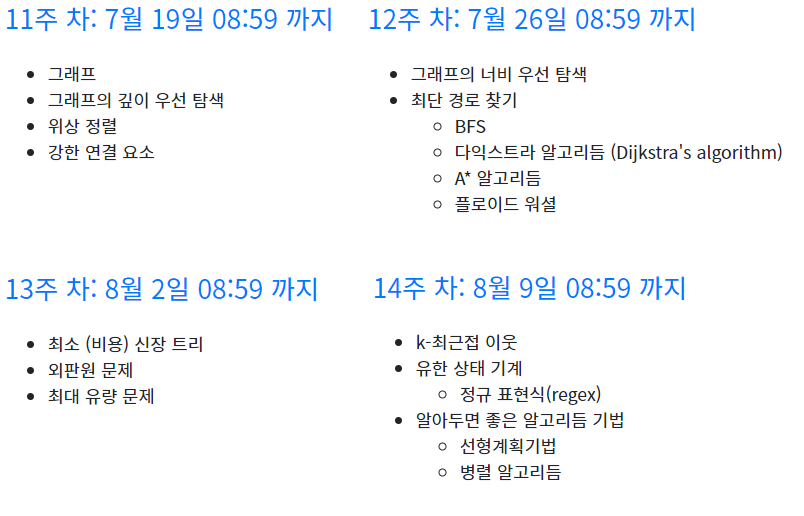 11주 차: 7월 19일 08:59 까지
그래프
그래프의 깊이 우선 탐색
위상 정렬
강한 연결 요소
12주 차: 7월 26일 08:59 까지
그래프의 너비 우선 탐색
최단 경로 찾기
BFS
다익스트라 알고리듬 (Dijkstra's algorithm)
A* 알고리듬
플로이드 워셜
13주 차: 8월 2일 08:59 까지
최소 (비용) 신장 트리
외판원 문제
최대 유량 문제
14주 차: 8월 9일 08:59 까지
k-최근접 이웃
유한 상태 기계
정규 표현식(regex)
알아두면 좋은 알고리듬 기법
선형계획기법
병렬 알고리듬